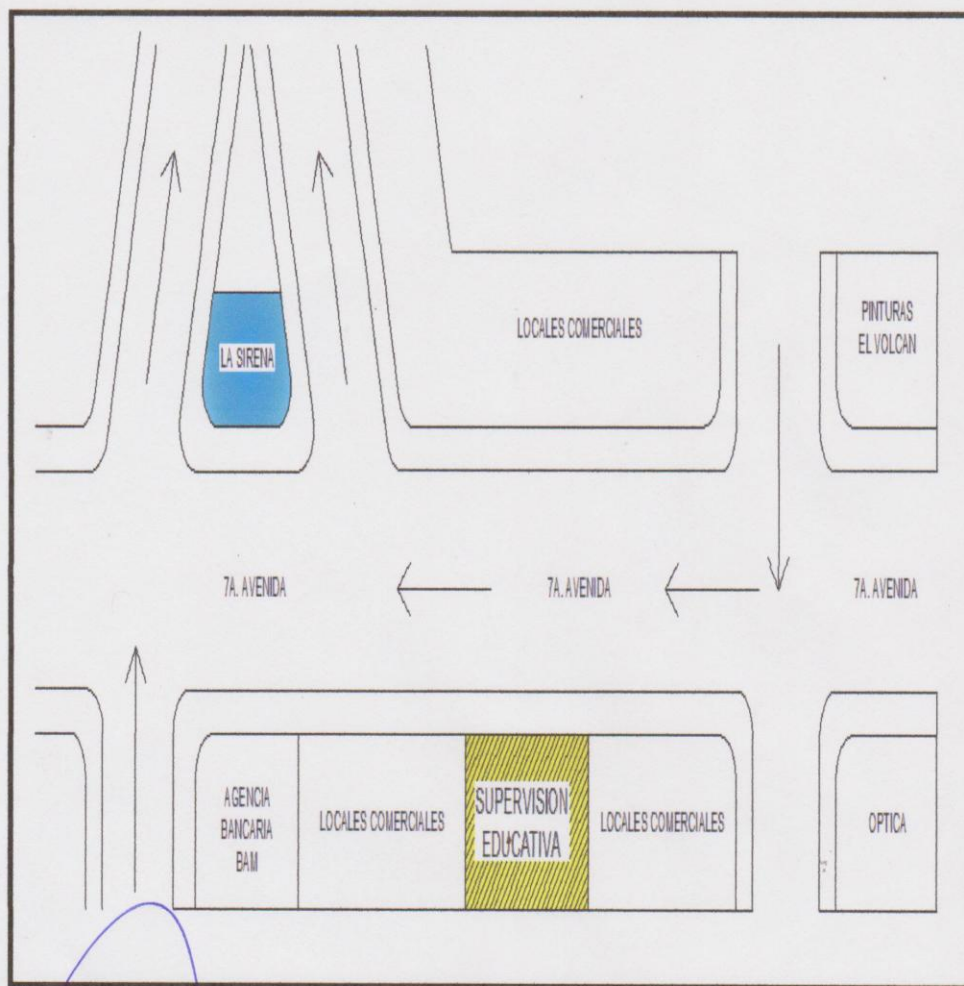 PINTURAS
EL VOLCAN
LOCALES COMERCIALES
LA SIRENA
7A. AVENIDA
7A. AVENIDA
7A. AVENIDA
AGENCIA
BANCARIA
BAM
LOCALES COMERCIALES
SUPERVISION
EDUCATIVA
LOCALES COMERCIALES
OPTICA